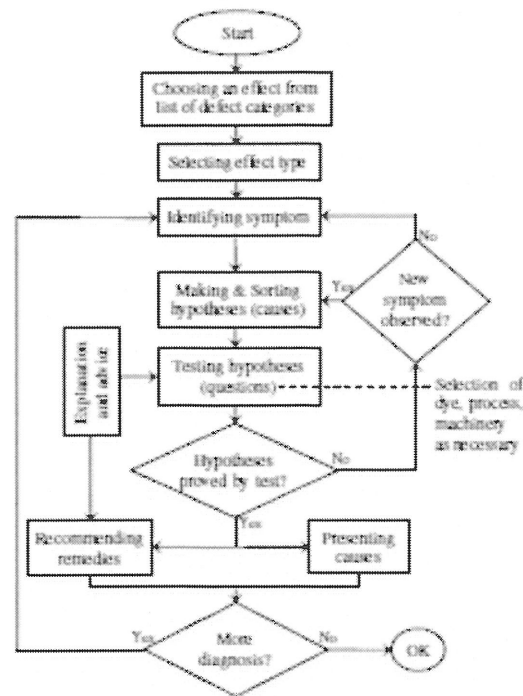 Start
Choosing an effect from
list of defect categories
Selecting effect type
Identifying symptom
No
Making & Sorting
hypotheses (causes)
Yes
New
symptom
observed?
Explanation
and advice
Testing hypotheses
(questions)
Selection of
dye, process,
machinery
as necessary
Hypotheses
proved by test?
No
Yes
Recommending
remedies
Presenting
causes
Yes
More
diagnosis?
No
OK